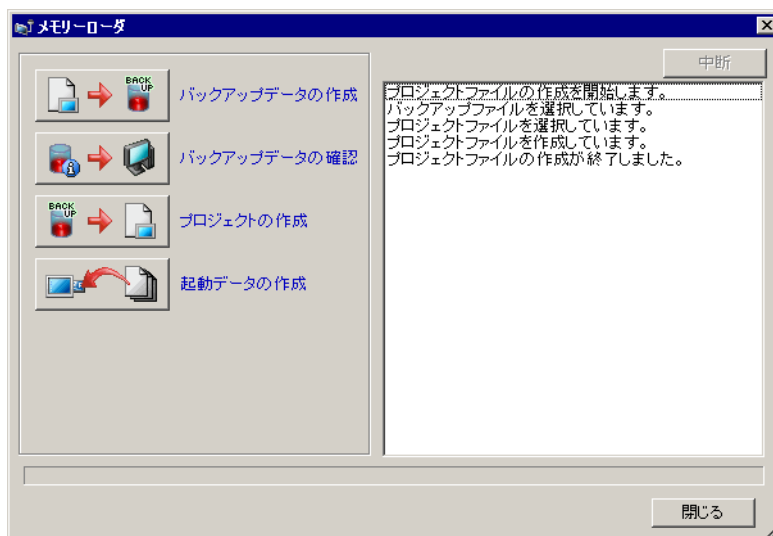 メモリーローダ
中断
BACK UP
バックアップデータの作成
バックアップデータの確認
BACK UP
プロジェクトの作成
起動データの作成
プロジェクトファイルの作成を開始します。
バックアップファイルを選択しています。
プロジェクトファイルを選択しています。
プロジェクトファイルを作成しています。
プロジェクトファイルの作成が終了しました。
閉じる